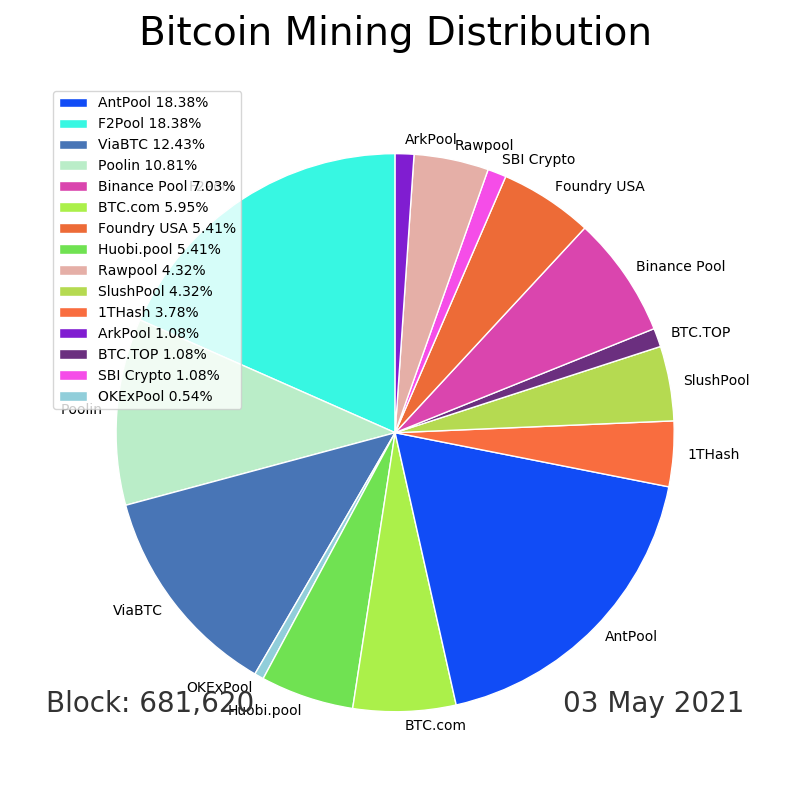 Bitcoin Mining Distribution
AntPool 18.38%
F2Pool 18.38%
ViaBTC 12.43%
Poolin 10.81%
Binance Pool 7.03%
BTC.com 5.95%
Foundry USA 5.41%
Huobi.pool 5.41%
Rawpool 4.32%
SlushPool 4.32%
1THash 3.78%
ArkPool 1.08%
BTC.TOP 1.08%
SBI Crypto 1.08%
OKExPool 0.54%
ArkPool
Rawpool
SBI Crypto
Foundry USA
Binance Pool
BTC.TOP
SlushPool
1THash
AntPool
BTC.com
Huobi.pool
OKExPool
ViaBTC
Poolin
Block: 681,620
03 May 2021